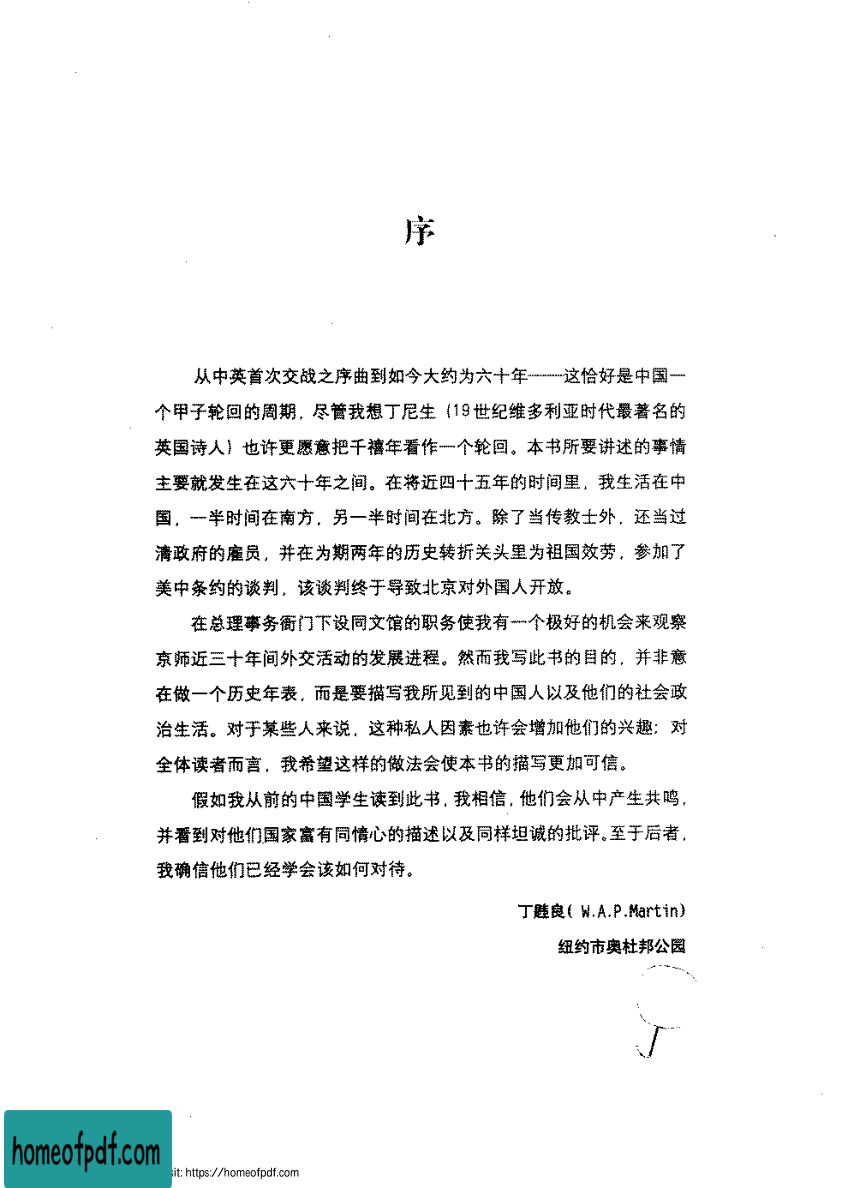 序
从中英首次交战之序曲到如今大约为六十年——这恰好是中国一
个甲子轮回的周期，尽管我想丁尼生（19世纪维多利亚时代最著名的
英国诗人）也许更愿意把千禧年看作一个轮回。本书所要讲述的事情
主要就发生在这六十年之间。在将近四十五年的时间里，我生活在中
国，一半时间在南方，另一半时间在北方。除了当传教士外，还当过
清政府的雇员，并在为期两年的历史转折关头里为祖国效劳，参加了
美中条约的谈判，该谈判终于导致北京对外国人开放。
在总理事务衙门下设同文馆的职务使我有一个极好的机会来观察
京师近三十年间外交活动的发展进程。然而我写此书的目的，并非意
在做一个历史年表，而是要描写我所见到的中国人以及他们的社会政
治生活。对于某些人来说，这种私人因素也许会增加他们的兴趣；对
全体读者而言，我希望这样的做法会使本书的描写更加可信。
假如我从前的中国学生读到此书，我相信，他们会从中产生共鸣，
并看到对他们国家富有同情心的描述以及同样坦诚的批评。至于后者，
我确信他们已经学会该如何对待。
丁韪良（W.A.P.Martin）
纽约市奥杜邦公园
homeofpdf.com
sit: https://homeofpdf.com